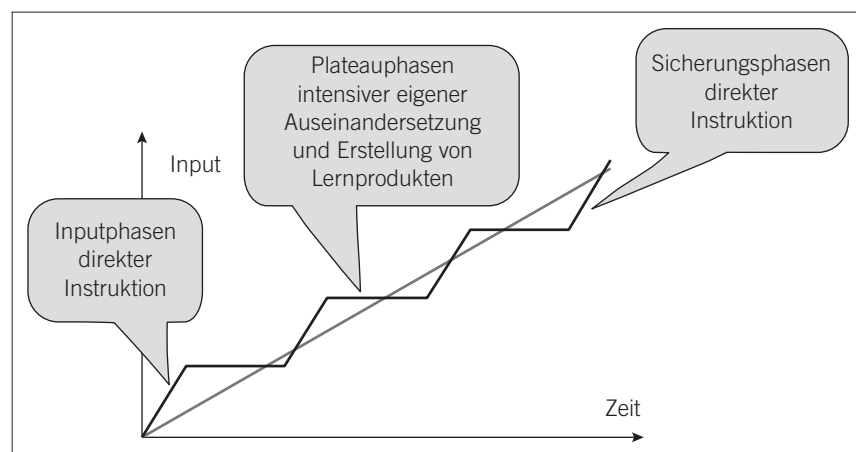 Plateauphasen
intensiver eigener
Auseinandersetzung
und Erstellung von
Lernprodukten
Sicherungsphasen
direkter
Instruktion
Input
Inputphasen
direkter
Instruktion
Zeit